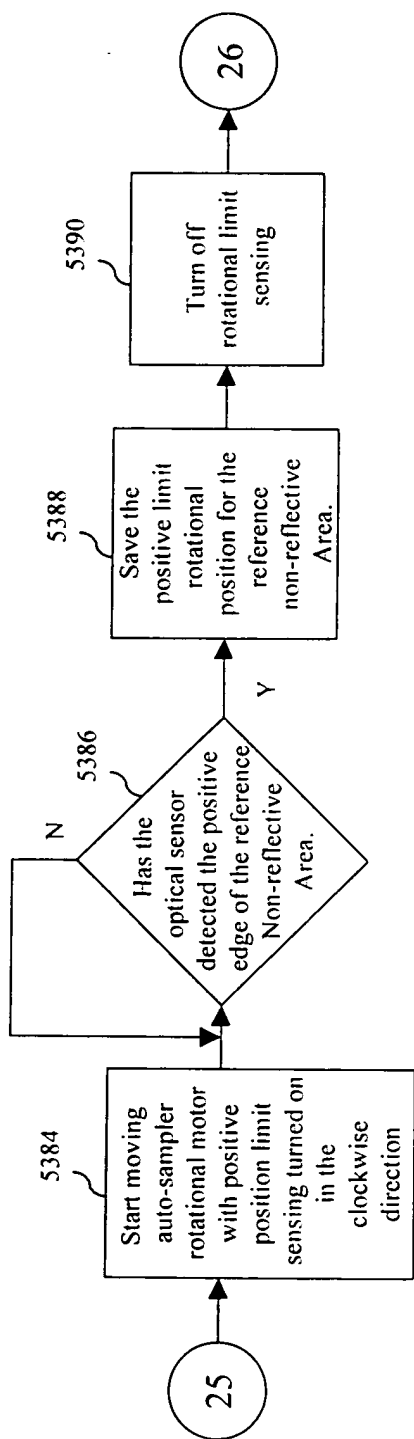 25
5384
Start moving
auto-sampler
rotational motor
with positive
position limit
sensing turned on
in the
clockwise
direction
5386
Has the
optical sensor
detected the positive
edge of the reference
Non-reflective
Area.
N
Y
5388
Save the
positive limit
rotational
position for the
reference
non-reflective
Area.
5390
Turn off
rotational limit
sensing
26